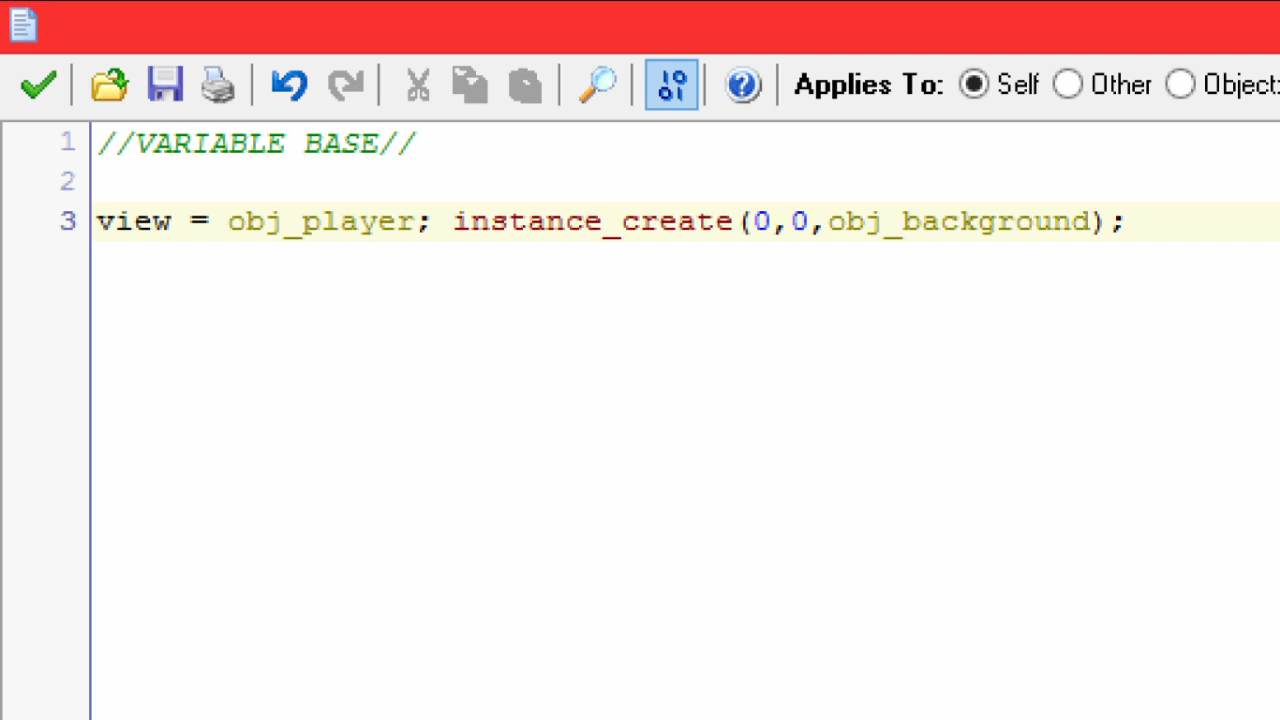 Applies To: Self Other Object:
1 //VARIABLE BASE//
2
3 view = obj_player; instance_create(0,0,obj_background);